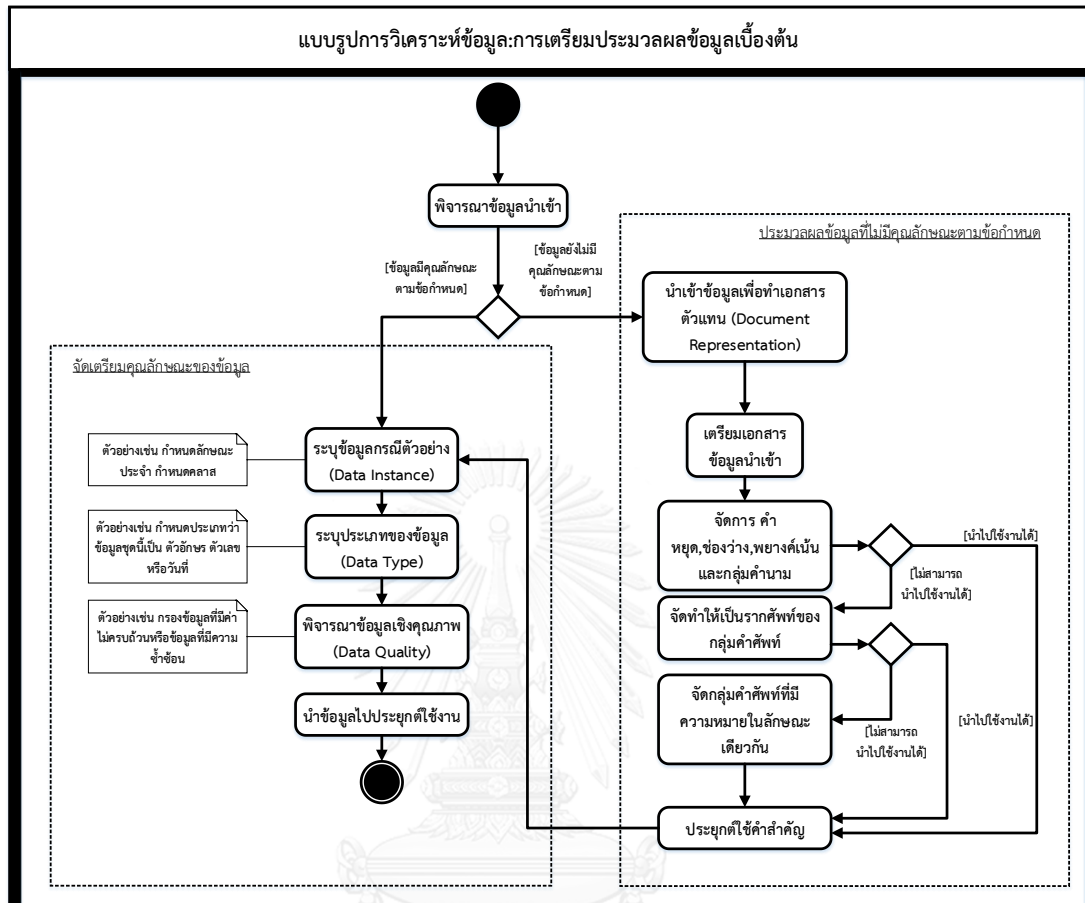 แบบรูปการวิเคราะห์ข้อมูล:การเตรียมประมวลผลข้อมูลเบื้องต้น
พิจารณาข้อมูลนำเข้า
[ข้อมูลมีคุณลักษณะ
ตามข้อกำหนด]
[ข้อมูลยังไม่มี
คุณลักษณะตาม
ข้อกำหนด]
ประมวลผลข้อมูลที่ไม่มีคุณลักษณะตามข้อกำหนด
นำเข้าข้อมูลเพื่อทำเอกสาร
ตัวแทน (Document
Representation)
เตรียมเอกสาร
ข้อมูลนำเข้า
จัดการ คำ
หยุด,ช่องว่าง,พยางค์เน้น
และกลุ่มคำนาม
[นำไปใช้งานได้]
[ไม่สามารถ
นำไปใช้งานได้]
จัดทำให้เป็นรากศัพท์ของ
กลุ่มคำศัพท์
จัดกลุ่มคำศัพท์ที่มี
ความหมายในลักษณะ
เดียวกัน
[ไม่สามารถ
นำไปใช้งานได้]
[นำไปใช้งานได้]
ประยุกต์ใช้คำสำคัญ
จัดเตรียมคุณลักษณะของข้อมูล
ตัวอย่างเช่น กำหนดลักษณะ
ประจำ กำหนดคลาส
ระบุข้อมูลกรณีตัวอย่าง
(Data Instance)
ตัวอย่างเช่น กำหนดประเภทว่า
ข้อมูลชุดนี้เป็น ตัวอักษร ตัวเลข
หรือวันที่
ระบุประเภทของข้อมูล
(Data Type)
ตัวอย่างเช่น กรองข้อมูลที่มีค่า
ไม่ครบถ้วนหรือข้อมูลที่มีความ
ซ้ำซ้อน
พิจารณาข้อมูลเชิงคุณภาพ
(Data Quality)
นำข้อมูลไปประยุกต์ใช้งาน